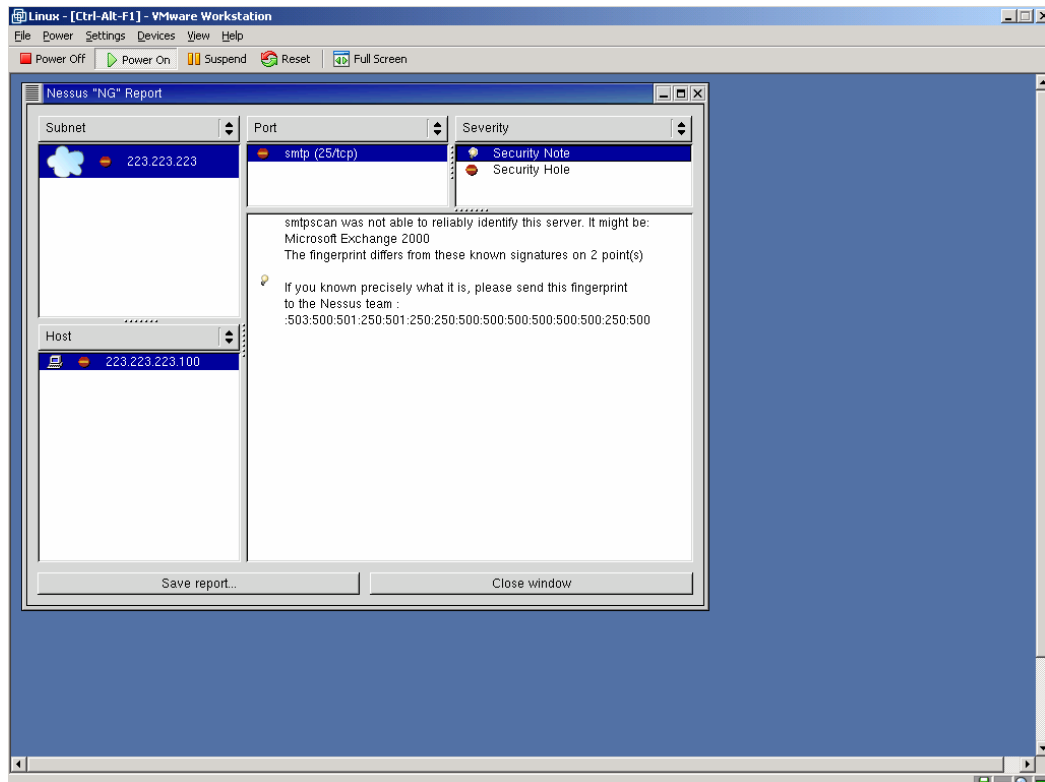 Linux - [Ctrl-Alt-F1] - VMware Workstation
File Power Settings Devices View Help
Power Off Power On Suspend Reset Full Screen
Nessus "NG" Report
Subnet Port Severity
223.223.223
smtp (25/tcp)
Security Note
Security Hole
smtpscan was not able to reliably identify this server. It might be:
Microsoft Exchange 2000
The fingerprint differs from these known signatures on 2 point(s)
If you known precisely what it is, please send this fingerprint
to the Nessus team :
:503:500:501:250:501:250:250:500:500:500:500:500:500:250:500
Host
223.223.223.100
Save report... Close window